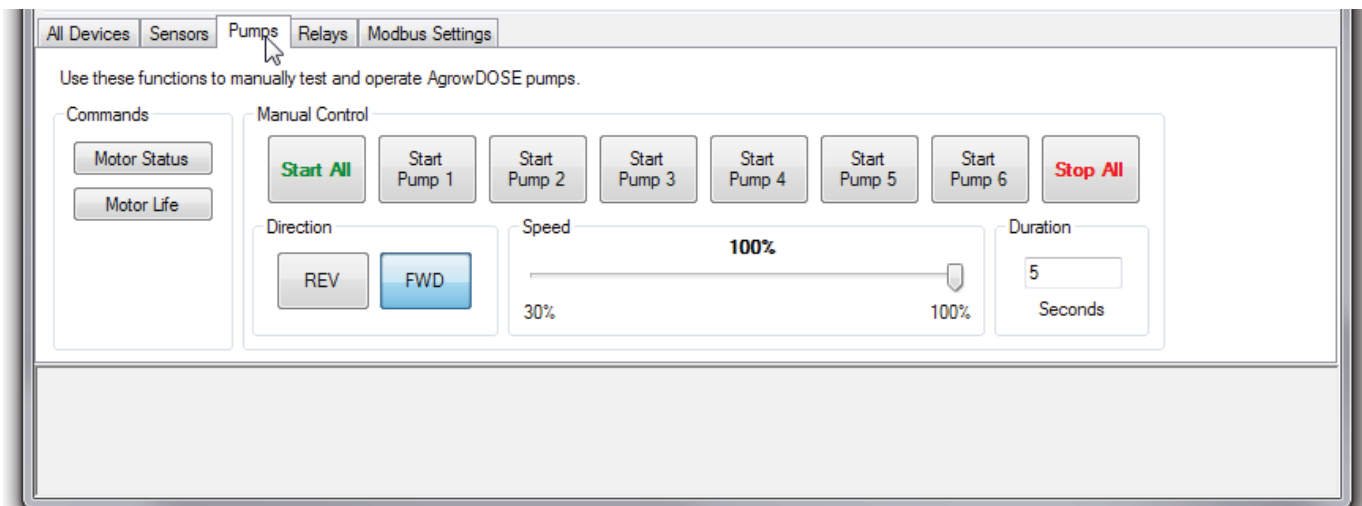 All Devices Sensors Pumps Relays Modbus Settings
Use these functions to manually test and operate AgrowDOSE pumps.
Commands
Motor Status
Motor Life
Manual Control
Start All
Start
Pump 1
Start
Pump 2
Start
Pump 3
Start
Pump 4
Start
Pump 5
Start
Pump 6
Stop All
Direction
REV FWD
Speed
100%
30% 100%
Duration
5
Seconds